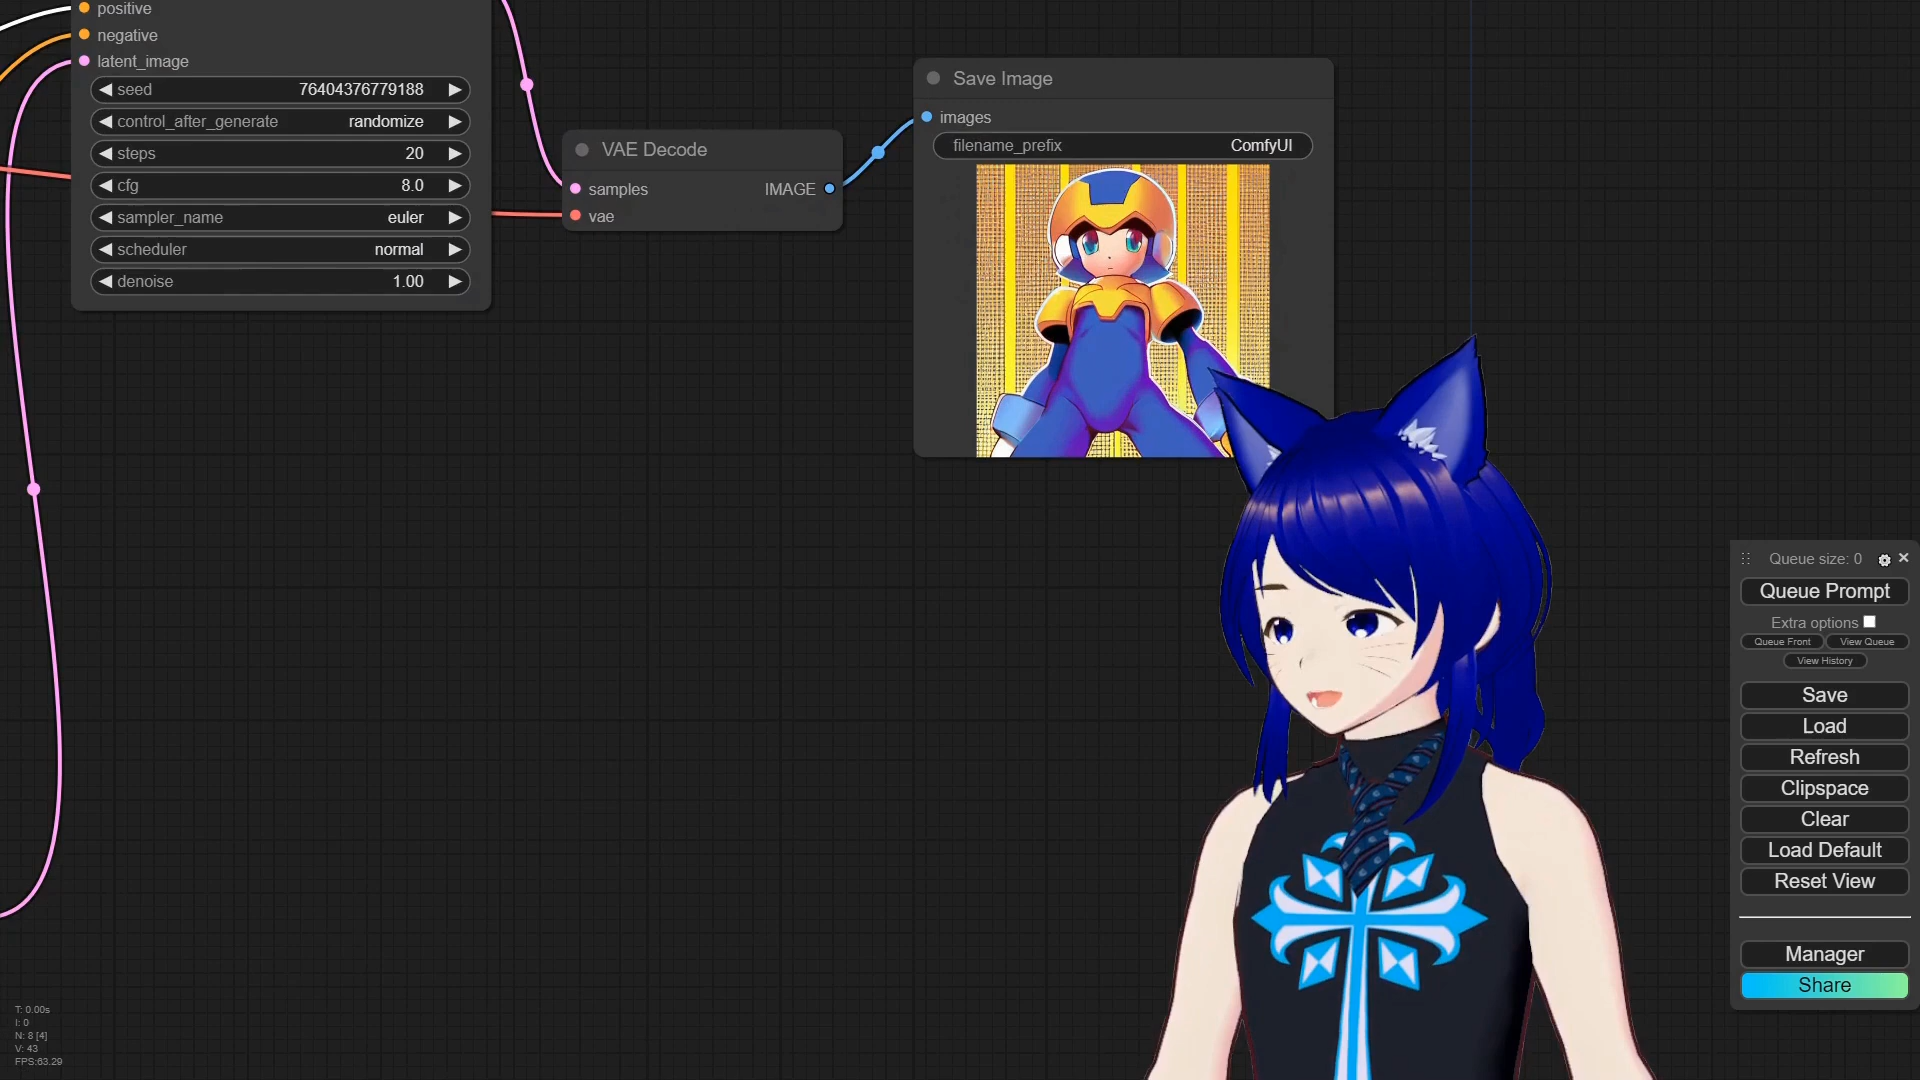 positive
negative
latent_image
seed 76404376779188
control_after_generate randomize
steps 20
cfg 8.0
sampler_name euler
scheduler normal
denoise 1.00
VAE Decode
samples IMAGE
vae
Save Image
images
filename_prefix ComfyUI
Queue size: 0
Queue Prompt
Extra options
Queue Front View Queue
View History
Save
Load
Refresh
Clipspace
Clear
Load Default
Reset View
Manager
Share
T: 0.00s
I: 0
N: 8 [4]
V: 43
FPS:63.29